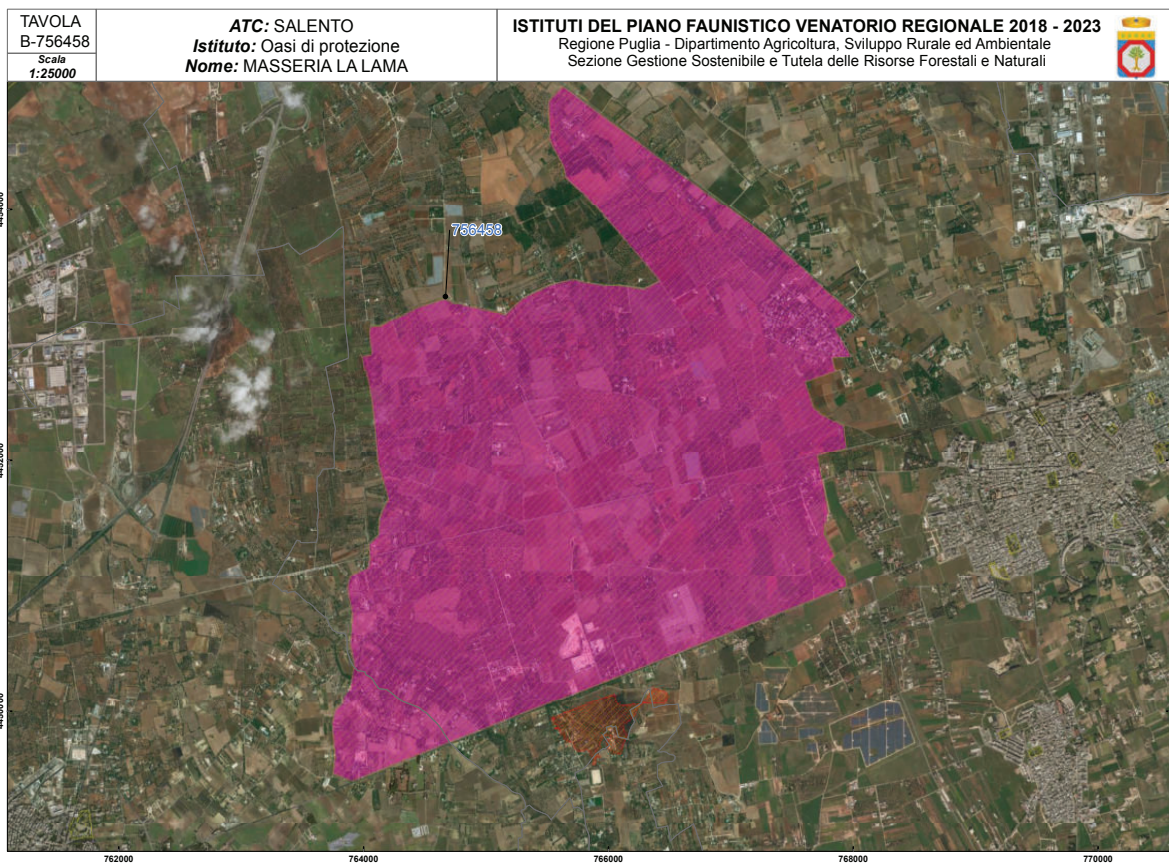 TAVOLA
B-756458
Scala
1:25000
ATC: SALENTO
Istituto: Oasi di protezione
Nome: MASSERIA LA LAMA
ISTITUTI DEL PIANO FAUNISTICO VENATORIO REGIONALE 2018 - 2023
Regione Puglia - Dipartimento Agricoltura, Sviluppo Rurale ed Ambientale
Sezione Gestione Sostenibile e Tutela delle Risorse Forestali e Naturali
756458
762000
764000
766000
768000
770000